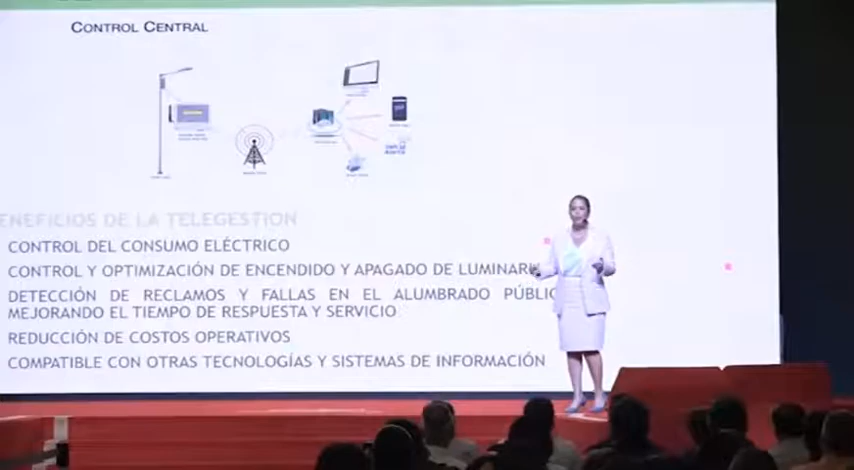 CONTROL CENTRAL
ENEFICIOS DE LA TELEGESTION
CONTROL DEL CONSUMO ELÉCTRICO
CONTROL Y OPTIMIZACIÓN DE ENCENDIDO Y APAGADO DE LUMINARI
DETECCIÓN DE RECLAMOS Y FALLAS EN EL ALUMBRADO PÚBLI
MEJORANDO EL TIEMPO DE RESPUESTA Y SERVICIO
REDUCCIÓN DE COSTOS OPERATIVOS
COMPATIBLE CON OTRAS TECNOLOGÍAS Y SISTEMAS DE INFORMACIÓN